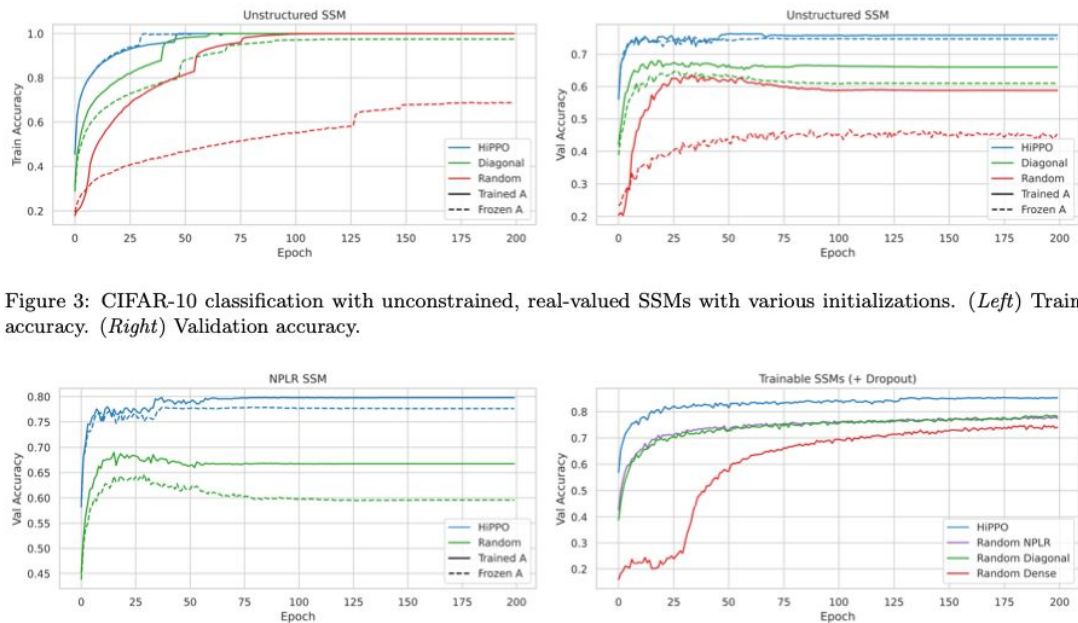 Unstructured SSM
Train Accuracy
1.0
0.8
0.6
0.4
0.2
0 25 50 75 100 125 150 175 200
Epoch
HiPPO
Diagonal
Random
Trained A
Frozen A
Unstructured SSM
Val Accuracy
0.7
0.6
0.5
0.4
0.3
0.2
0 25 50 75 100 125 150 175 200
Epoch
HiPPO
Diagonal
Random
Trained A
Frozen A
Figure 3: CIFAR-10 classification with unconstrained, real-valued SSMs with various initializations. (Left) Train
accuracy. (Right) Validation accuracy.
NPLR SSM
Val Accuracy
0.80
0.75
0.70
0.65
0.60
0.55
0.50
0.45
0 25 50 75 100 125 150 175 200
Epoch
HiPPO
Random
Trained A
Frozen A
Trainable SSMs (+ Dropout)
Val Accuracy
0.8
0.7
0.6
0.5
0.4
0.3
0.2
0 25 50 75 100 125 150 175 200
Epoch
HiPPO
Random NPLR
Random Diagonal
Random Dense